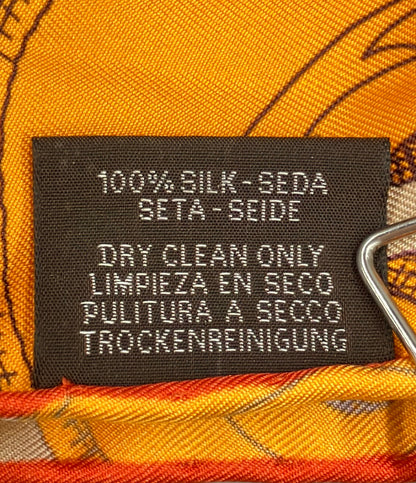 100% SILK - SEDA
SETA - SEIDE
DRY CLEAN ONLY
LIMPIEZA EN SECO
PULITURA A SECCO
TROCKENREINIGUNG